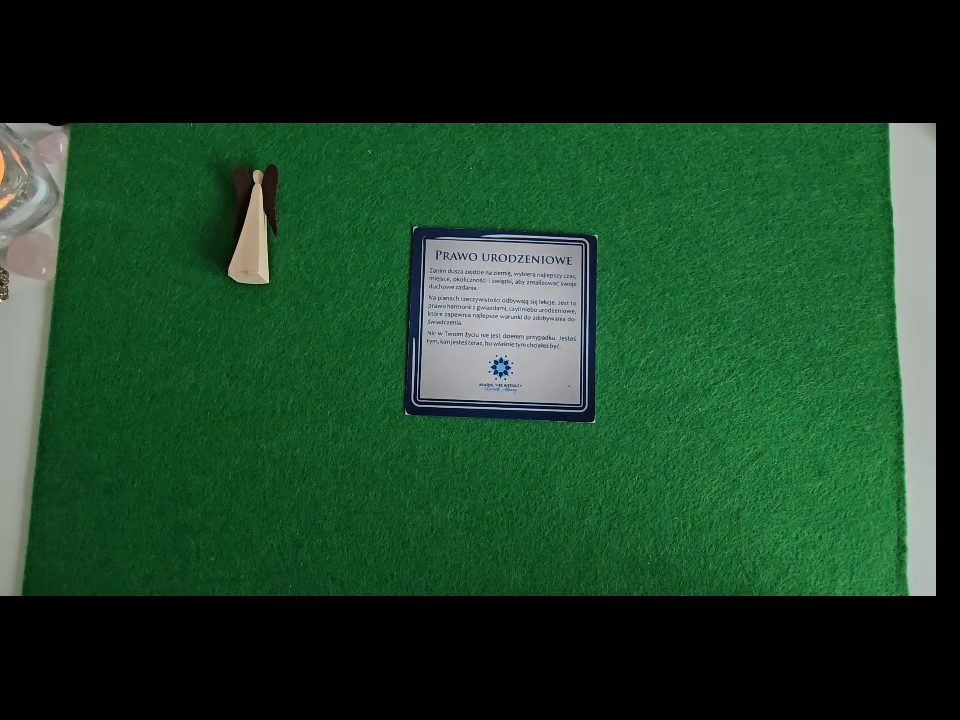 PRAWO URODZENIOWE
Zanim dusza zejdzie na ziemię, wybiera najlepszy czas,
miejsce, okoliczności i związki, aby zrealizować swoje
duchowe zadania.
Na planach rzeczywistości odbywają się lekcje. Jest to
prawo harmonii z gwiazdami, czyli niebo urodzeniowe,
które zapewnia najlepsze warunki do zdobywania do-
świadczenia.
Nic w Twoim życiu nie jest dziełem przypadku. Jesteś
tym, kim jesteś teraz, bo właśnie tym chciałeś być.